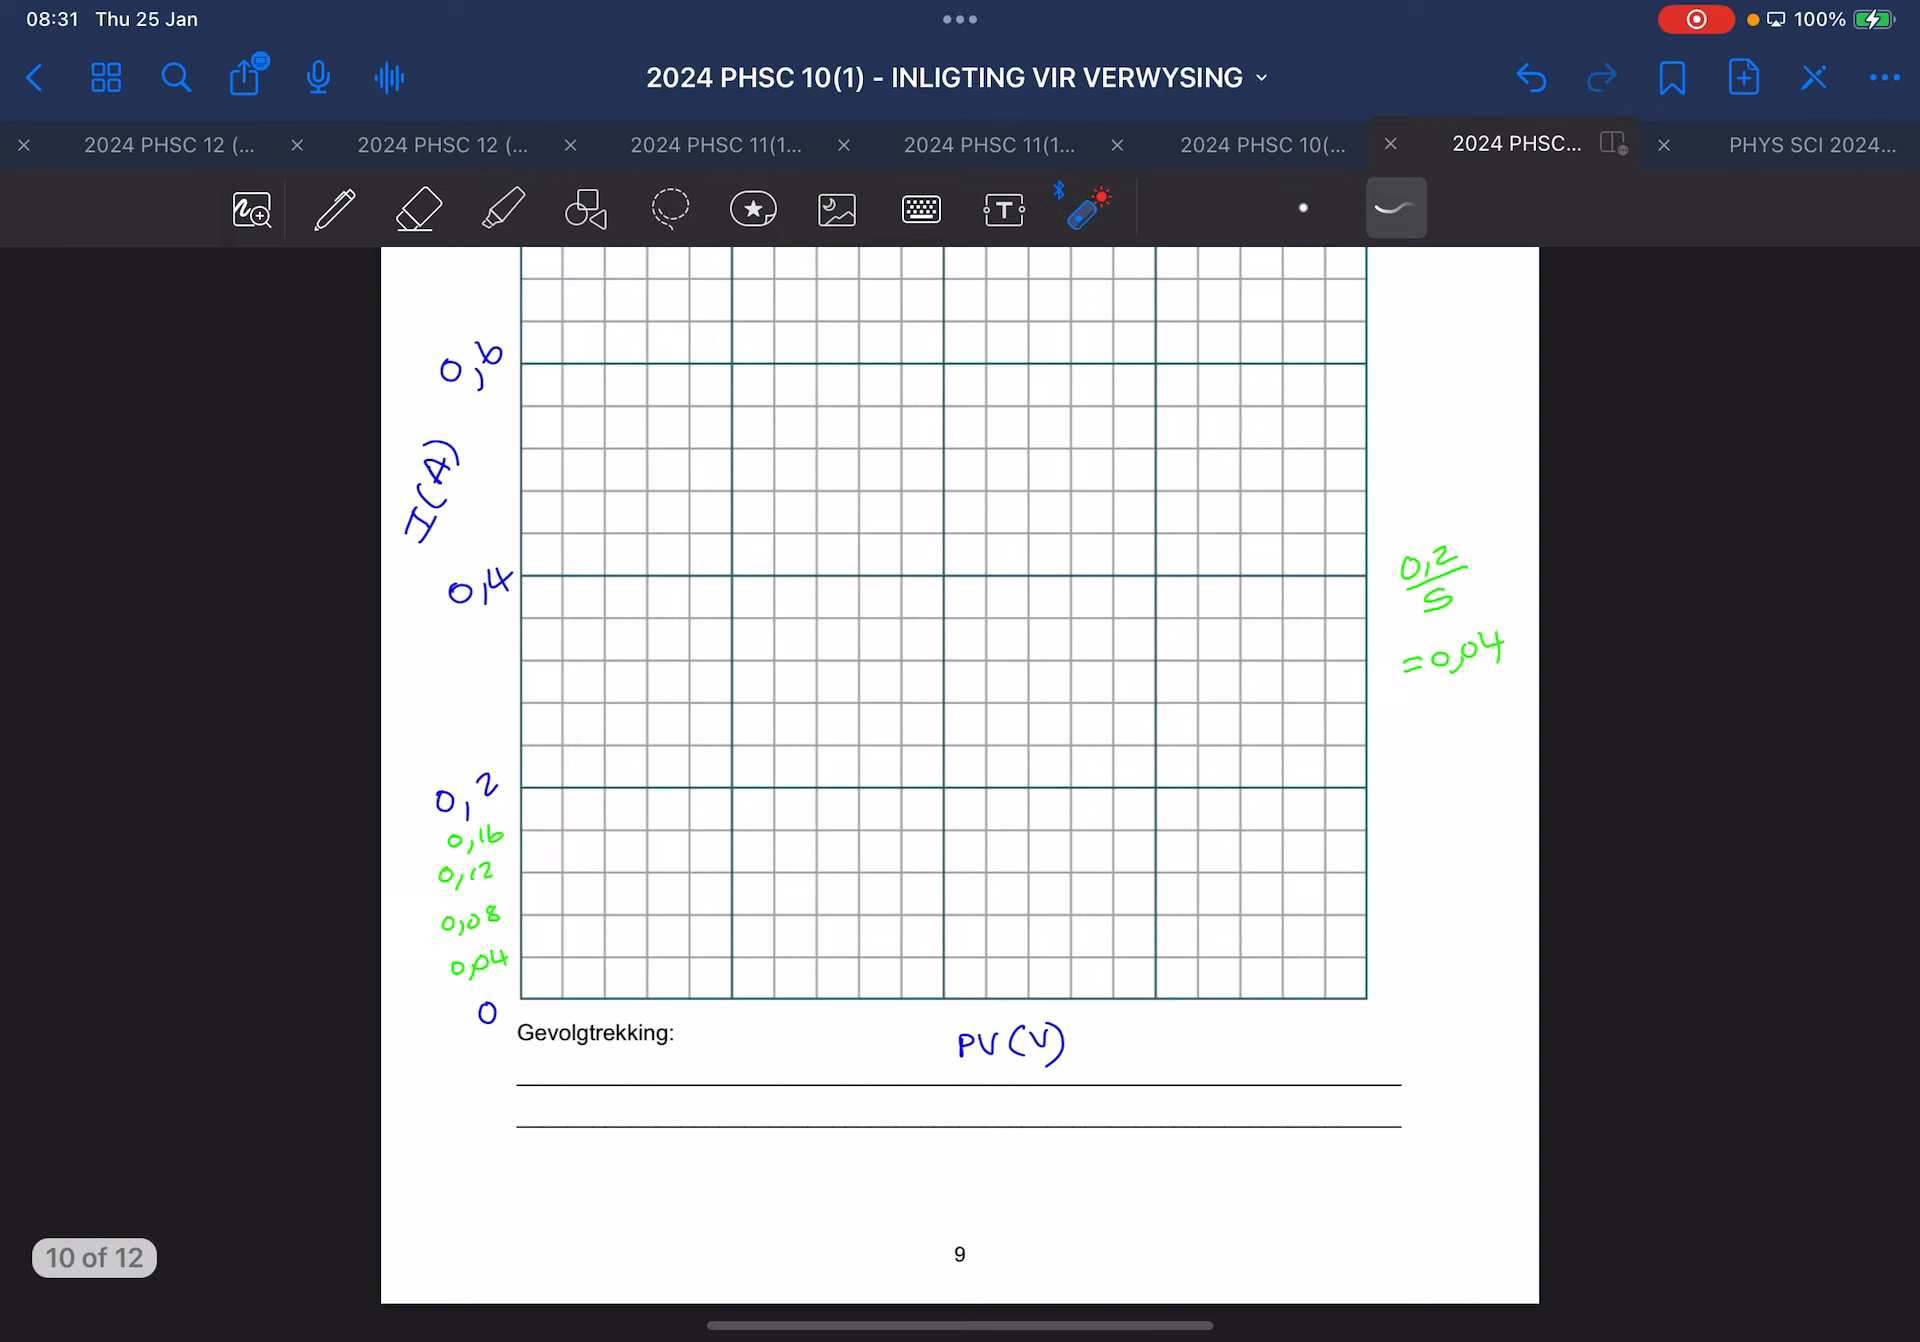 08:31 Thu 25 Jan
100%
2024 PHSC 10(1) - INLIGTING VIR VERWYSING
2024 PHSC 12 (... 2024 PHSC 12 (... 2024 PHSC 11(1... 2024 PHSC 11(1... 2024 PHSC 10(... 2024 PHSC... PHYS SCI 2024...
T
0,6
I(A)
0,4
0,2
5
=0,04
0,2
0,16
0,12
0,08
0,04
0
Gevolgtrekking:
PV (V)
10 of 12
9